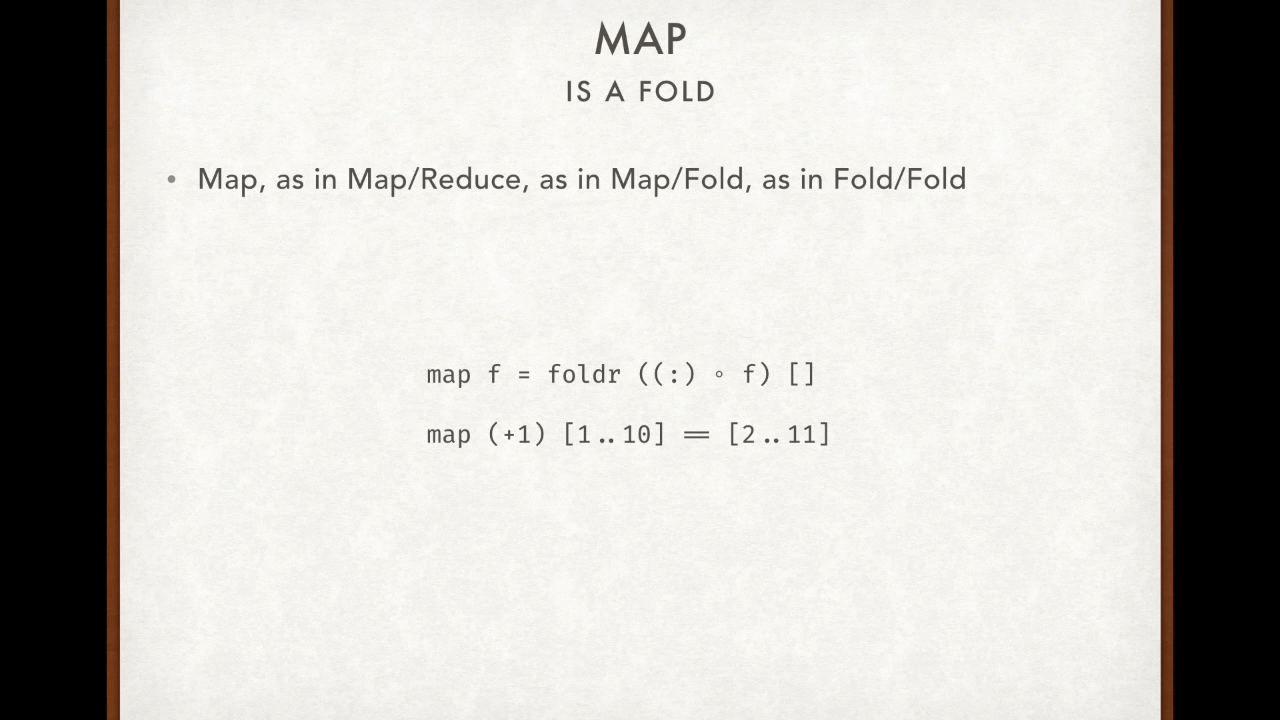 MAP
IS A FOLD
• Map, as in Map/Reduce, as in Map/Fold, as in Fold/Fold
map f = foldr ((:) ∘ f) []
map (+1) [1..10] == [2..11]